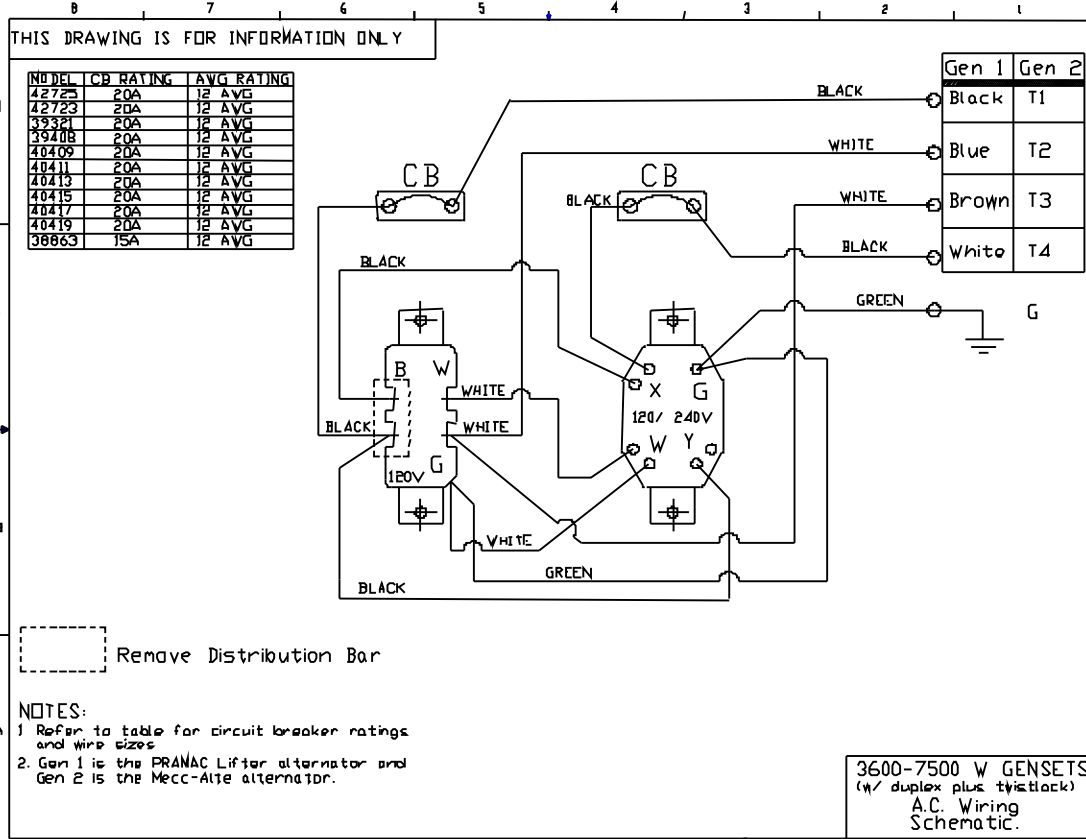 8 7 6 5 4 3 2 1
THIS DRAWING IS FOR INFORMATION ONLY
MODEL CB RATING AWG RATING
42725 20A 12 AWG
42723 20A 12 AWG
39321 20A 12 AWG
39408 20A 12 AWG
40409 20A 12 AWG
40411 20A 12 AWG
40413 20A 12 AWG
40415 20A 12 AWG
40417 20A 12 AWG
40419 20A 12 AWG
38863 15A 12 AWG
Gen 1 Gen 2
Black T1
Blue T2
Brown T3
White T4
G
BLACK
WHITE
CB CB
BLACK WHITE
BLACK BLACK
GREEN
B W
X G
WHITE
120/ 240V
BLACK WHITE
W Y
G
120V
WHITE
GREEN
BLACK
Remove Distribution Bar
NOTES:
1 Refer to table for circuit breaker ratings
and wire sizes
2. Gen 1 is the PRAMAC Lifter alternator and
Gen 2 is the Mecc-Alte alternator.
3600-7500 W GENSETS
(w/ duplex plus twistlock)
A.C. Wiring
Schematic.